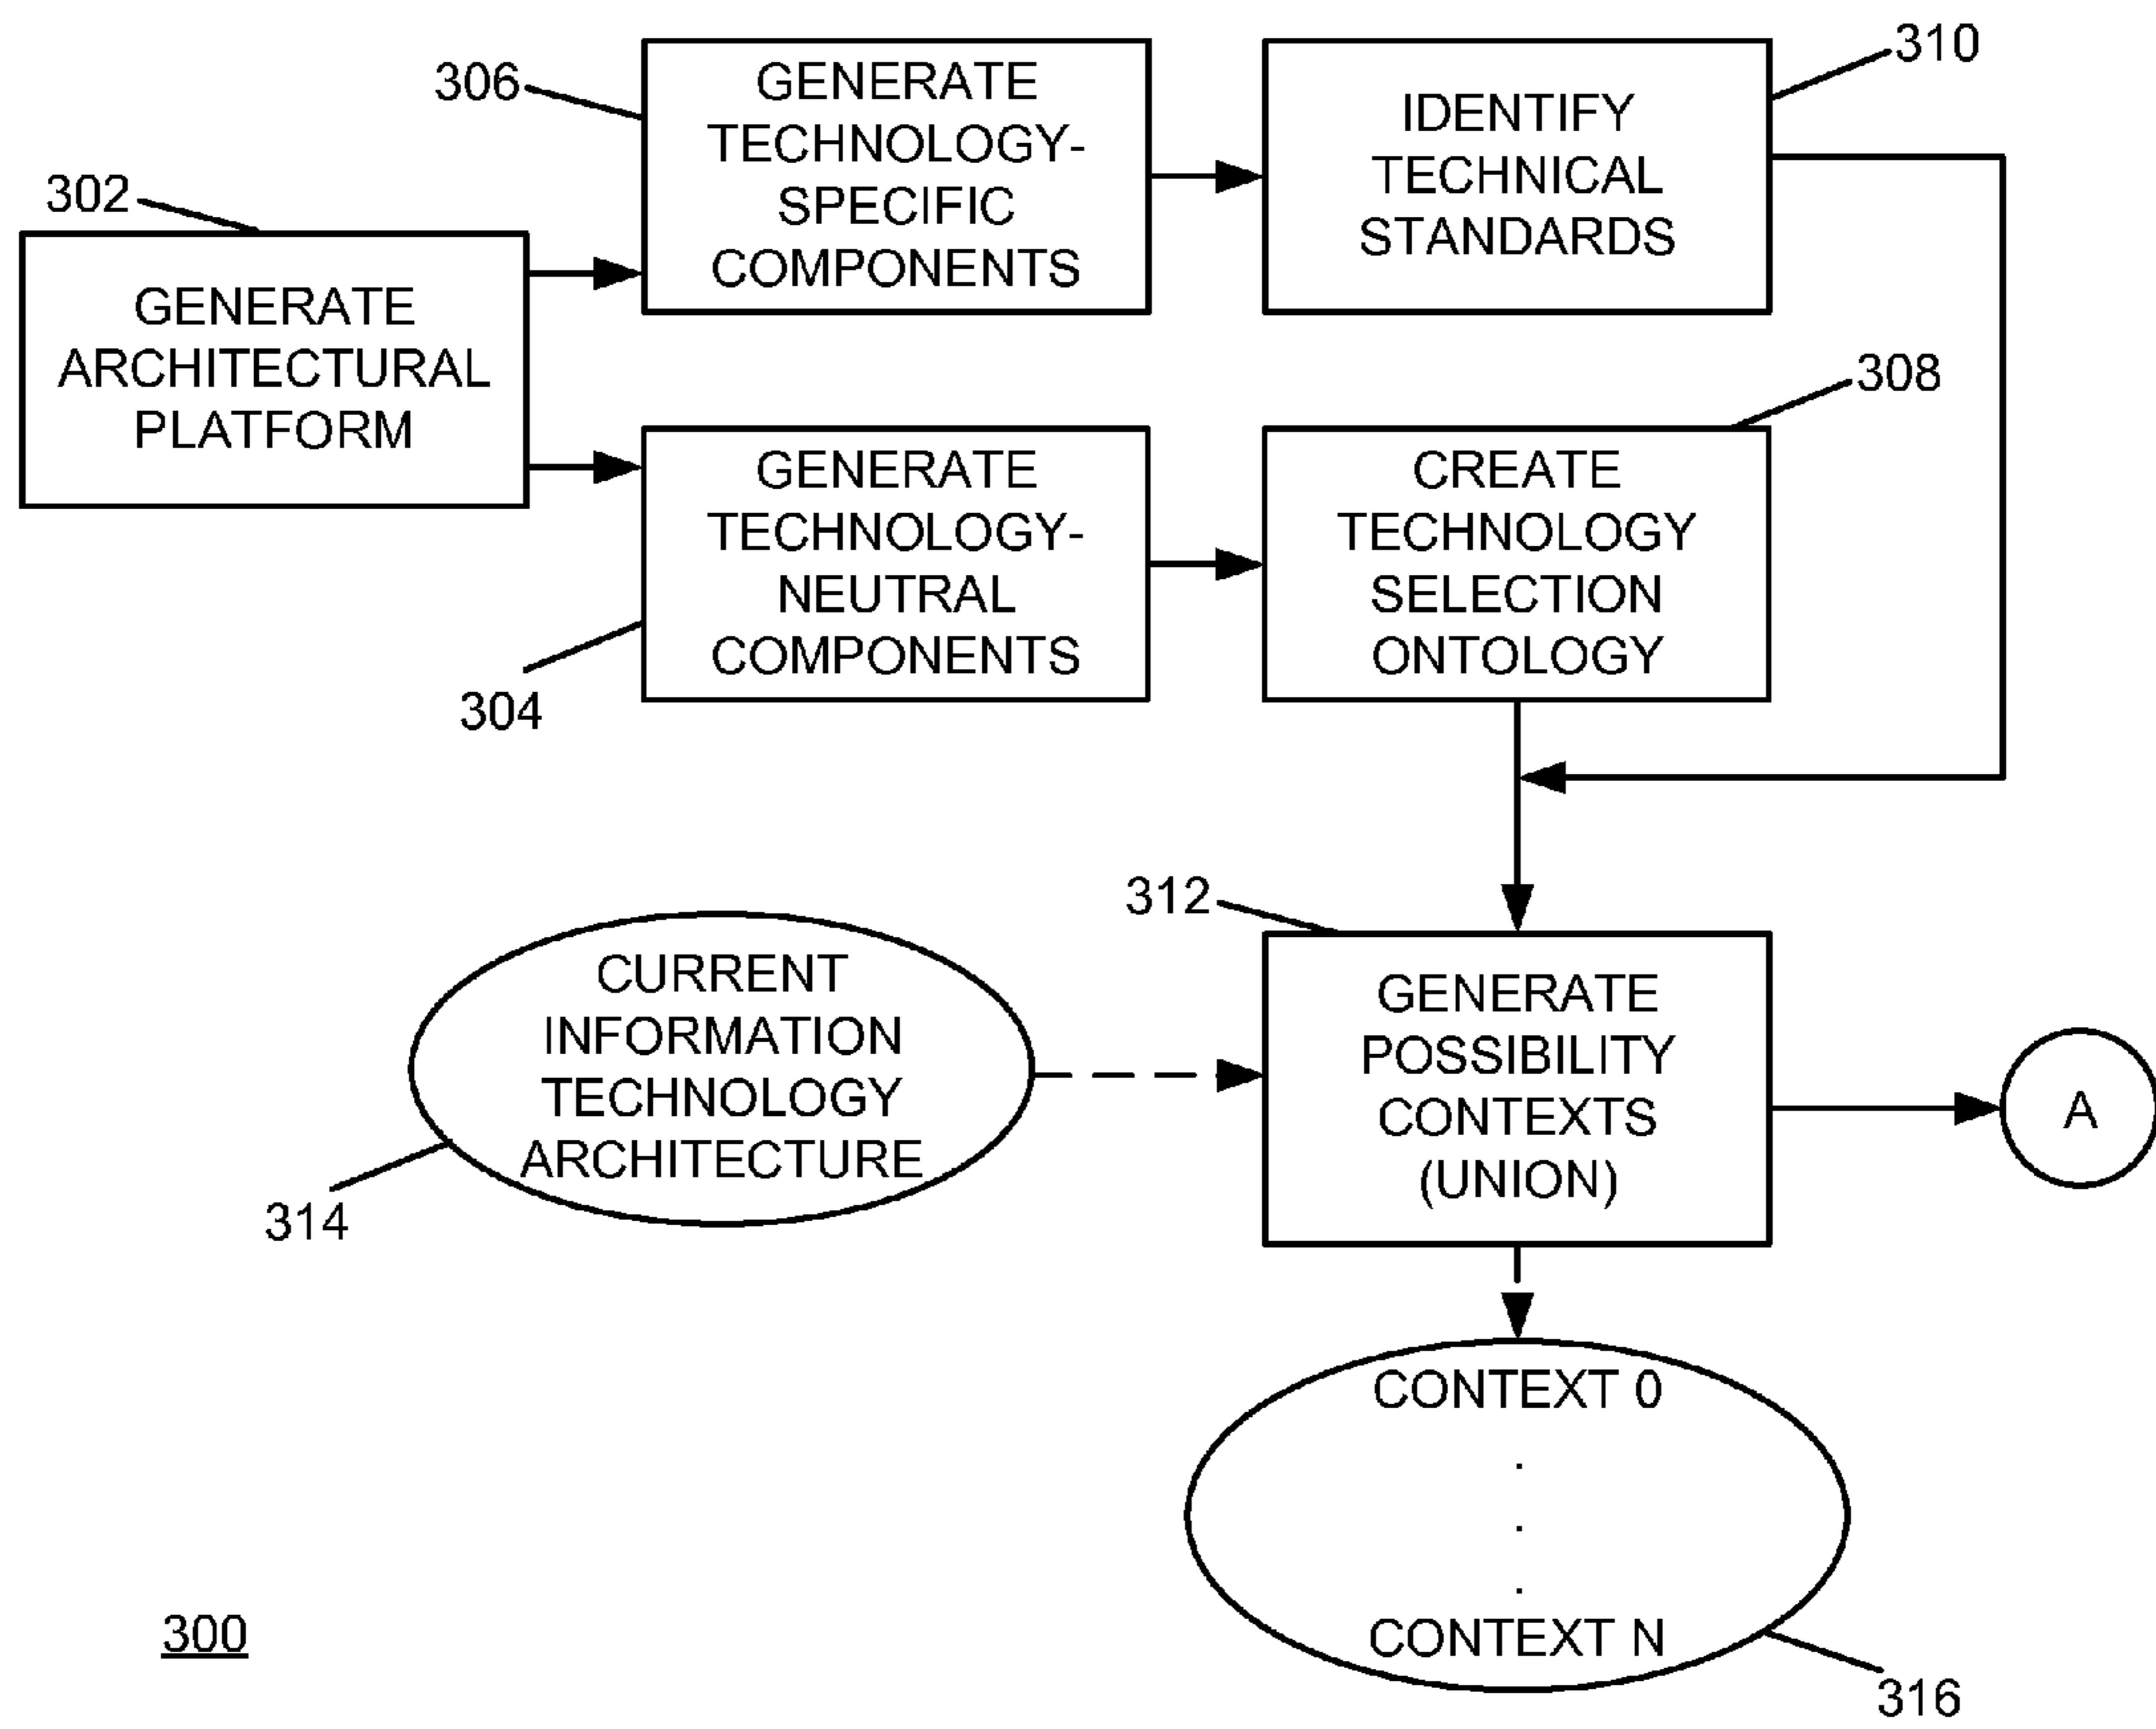 306
GENERATE
TECHNOLOGY-
SPECIFIC
COMPONENTS
310
IDENTIFY
TECHNICAL
STANDARDS
302
GENERATE
ARCHITECTURAL
PLATFORM
308
GENERATE
TECHNOLOGY-
NEUTRAL
COMPONENTS
304
CREATE
TECHNOLOGY
SELECTION
ONTOLOGY
312
CURRENT
INFORMATION
TECHNOLOGY
ARCHITECTURE
314
GENERATE
POSSIBILITY
CONTEXTS
(UNION)
A
CONTEXT 0
.
.
.
CONTEXT N
316
300